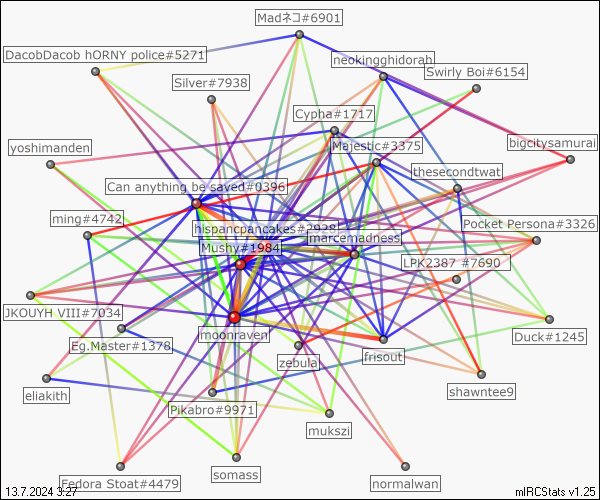 Madネコ#6901
DacobDacob hORNY police#5271
neokingghidorah
Swirly Boi#6154
Silver#7938
Cypha#1717
Majestic#3375
bigcitysamurai
yoshimanden
thesecondtwat
Can anything be saved#0396
ming#4742
hispancpancakes#2928
Pocket Persona#3326
marcemadness
Mushy#1984
LPK2387 #7690
JKOUYH VIII#7034
moonraven
Duck#1245
Eg.Master#1378
zebulal
frisout
eliakith
shawntee9
Pikabro#9971
mukszi
Fedora Stoat#4479
somass
normalwan
13.7.2024 3:27
mIRCStats v1.25